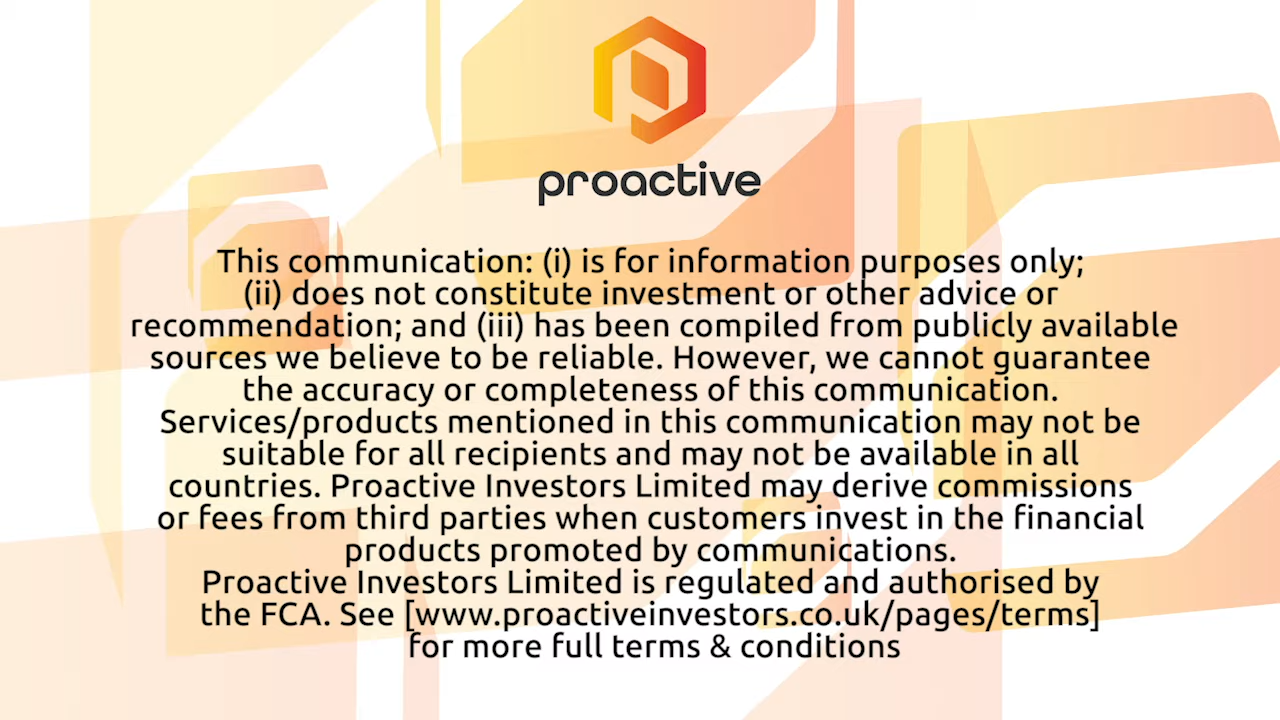 proactive
This communication: (i) is for information purposes only;
(ii) does not constitute investment or other advice or
recommendation; and (iii) has been compiled from publicly available
sources we believe to be reliable. However, we cannot guarantee
the accuracy or completeness of this communication.
Services/products mentioned in this communication may not be
suitable for all recipients and may not be available in all
countries. Proactive Investors Limited may derive commissions
or fees from third parties when customers invest in the financial
products promoted by communications.
Proactive Investors Limited is regulated and authorised by
the FCA. See [www.proactiveinvestors.co.uk/pages/terms]
for more full terms & conditions